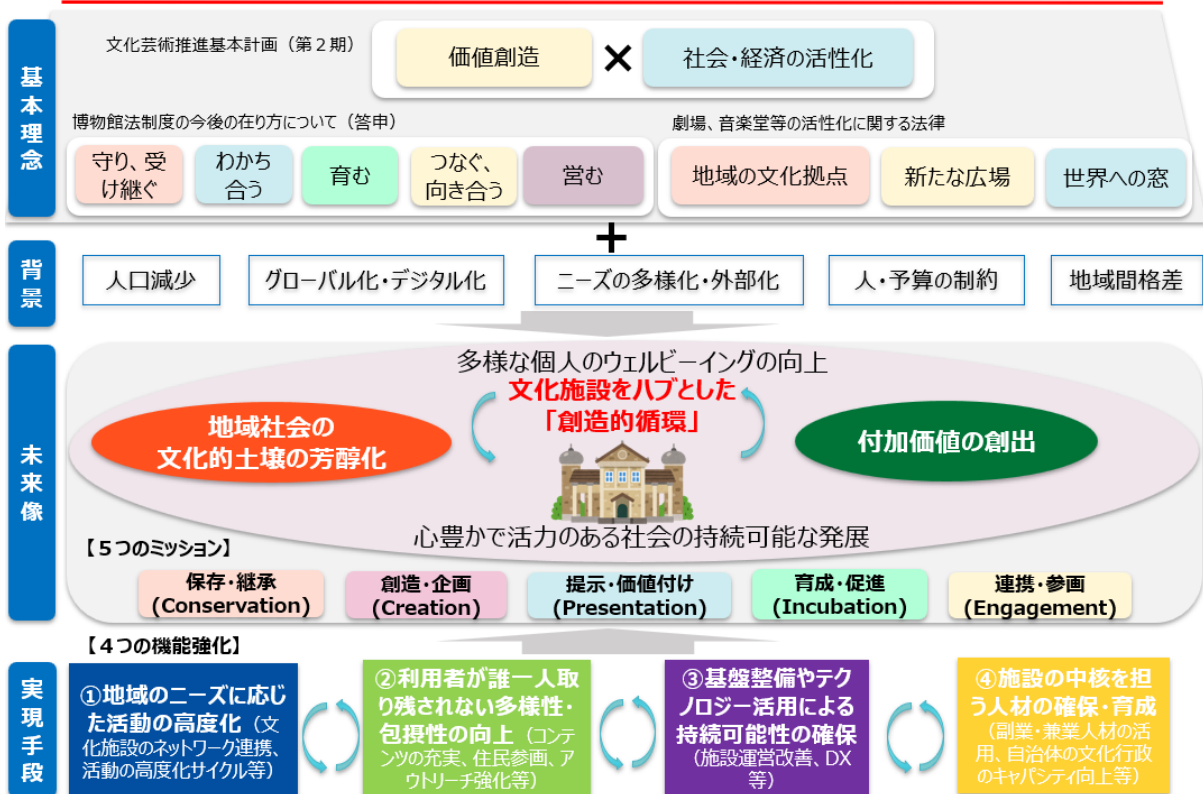 基本理念
文化芸術推進基本計画（第２期）
価値創造
×
社会・経済の活性化
博物館法制度の今後の在り方について（答申）
守り、受
け継ぐ
わかち
合う
育む
つなぐ、
向き合う
営む
劇場、音楽堂等の活性化に関する法律
地域の文化拠点
新たな広場
世界への窓
+
背景
人口減少
グローバル化・デジタル化
ニーズの多様化・外部化
人・予算の制約
地域間格差
未来像
多様な個人のウェルビーイングの向上
文化施設をハブとした
「創造的循環」
地域社会の
文化的土壌の芳醇化
付加価値の創出
心豊かで活力のある社会の持続可能な発展
【５つのミッション】
保存・継承
(Conservation)
創造・企画
(Creation)
提示・価値付け
(Presentation)
育成・促進
(Incubation)
連携・参画
(Engagement)
【４つの機能強化】
実現手段
①地域のニーズに応じ
た活動の高度化（文
化施設のネットワーク連携、
活動の高度化サイクル等）
②利用者が誰一人取
り残されない多様性・
包摂性の向上（コンテ
ンツの充実、住民参画、ア
ウトリーチ強化等）
③基盤整備やテク
ノロジー活用による
持続可能性の確保
（施設運営改善、DX
等）
④施設の中核を担
う人材の確保・育成
（副業・兼業人材の活
用、自治体の文化行政
のキャパシティ向上等）